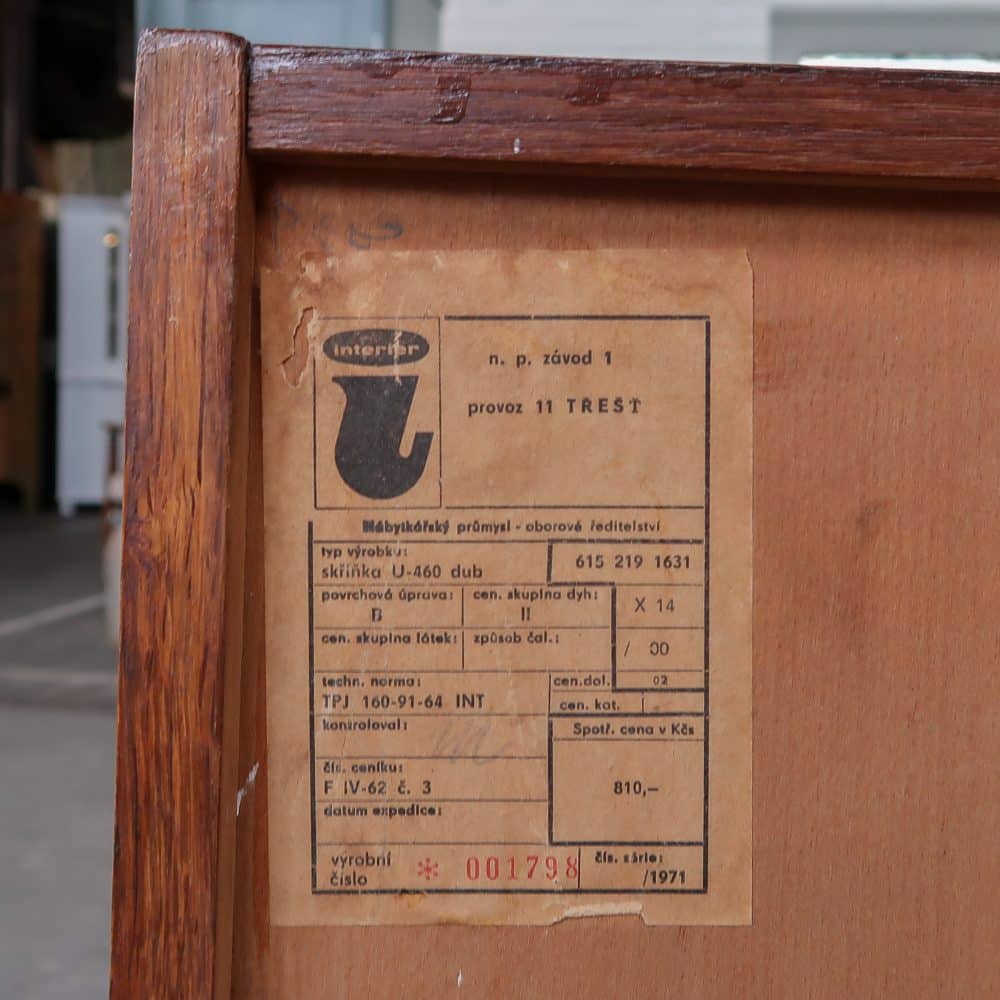 interier
n. p. závod 1
provoz 11 TŘEŠŤ
Nábytkářský průmysl - oborové ředitelství
typ výrobku:
skříňka U-460 dub
615 219 1631
povrchová úprava:
B
cen. skupina dýh:
II
X 14
cen. skupina látek:
způsob čal.:
/ 00
techn. norma:
TPJ 160-91-64 INT
cen.dol.
02
cen. kat.
kontroloval:
Spotř. cena v Kčs
810,–
čís. ceníku:
F IV-62 č. 3
datum expedice:
výrobní
číslo
* 001798
čís. série:
/1971